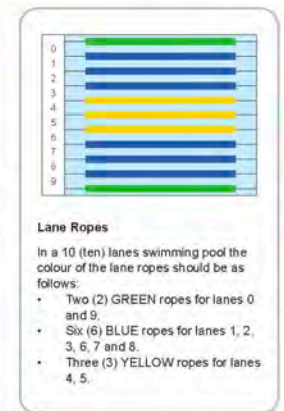 0
1
2
3
4
5
6
7
8
9
Lane Ropes
In a 10 (ten) lanes swimming pool the
colour of the lane ropes should be as
follows:
• Two (2) GREEN ropes for lanes 0
and 9.
• Six (6) BLUE ropes for lanes 1, 2,
3, 6, 7 and 8.
• Three (3) YELLOW ropes for lanes
4, 5.